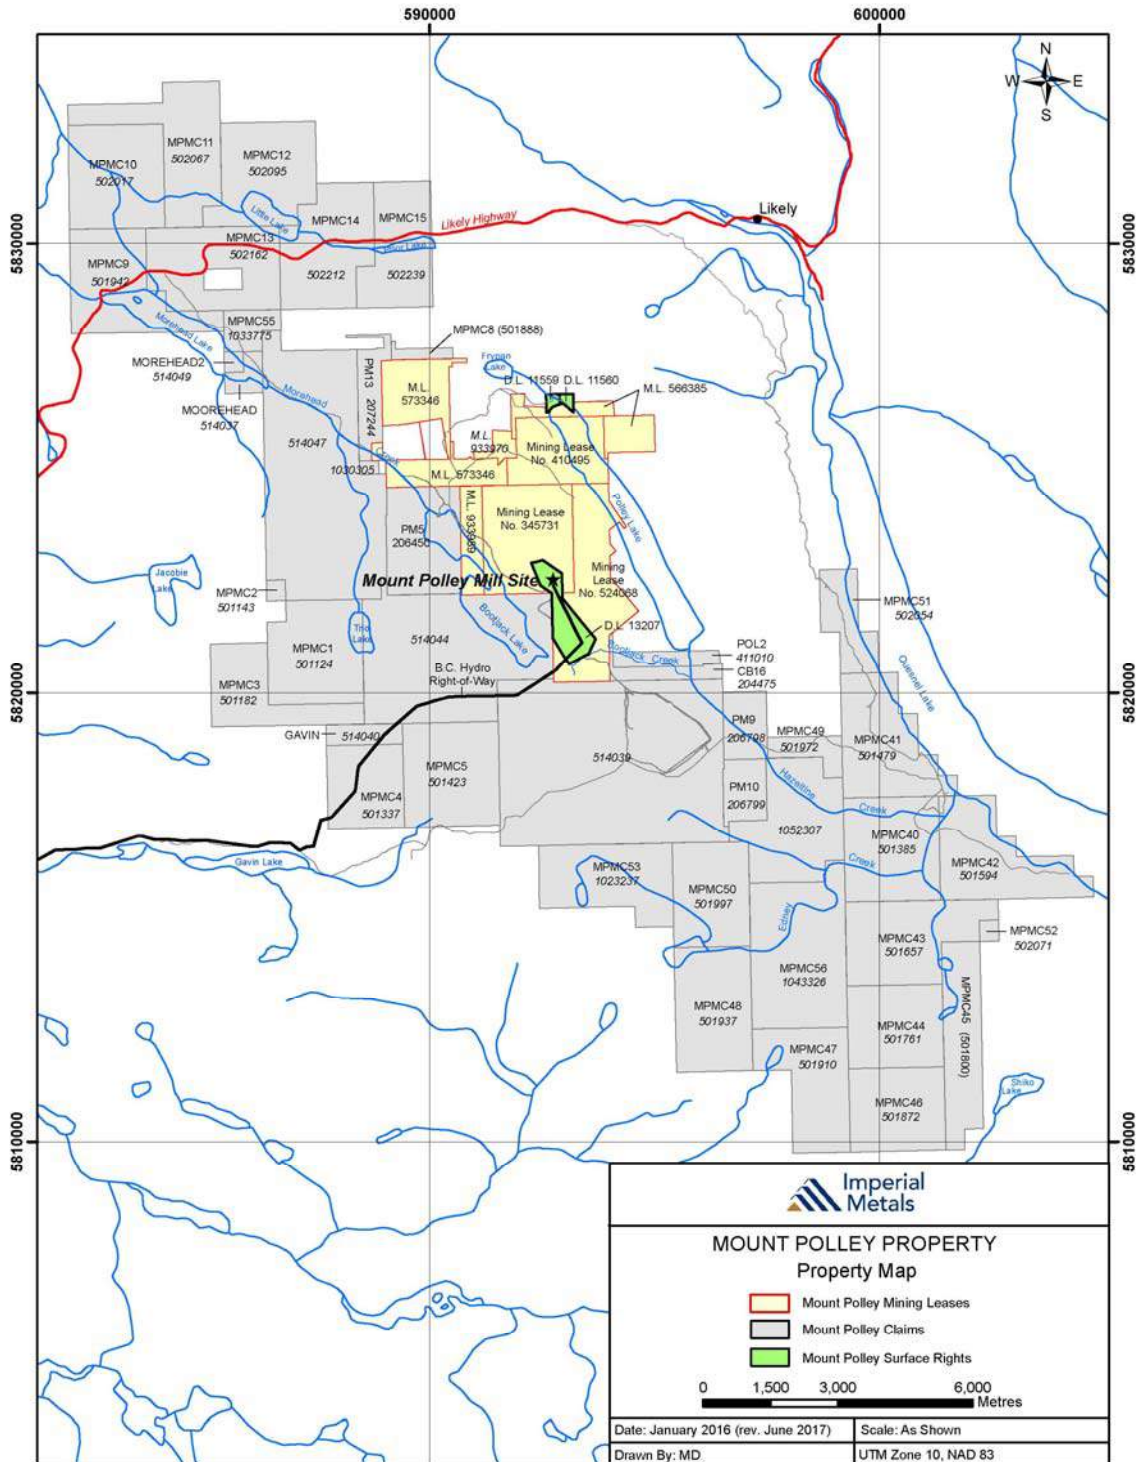 590000
600000
N
W E
S
MPMC11
502067
MPMC12
502095
MPMC10
502017
Little Lake
MPMC14
MPMC15
Likely Highway
Likely
5830000
5830000
MPMC13
502162
MPMC9
501942
502212
502239
Morehead Lake
MPMC55
1033775
MPMC8 (501888)
MOREHEAD2
514049
Frypan
Lake
D.L. 11559
D.L. 11560
M.L. 566385
PM13 207244
M.L.
573346
MOOREHEAD
514037
Morehead
514047
M.L.
933970
Mining Lease
No. 410495
1030305
Creek
M.L. 573346
M.L. 933989
Mining Lease
No. 345731
PM5
206450
Polley Lake
Mount Polley Mill Site
Mining
Lease
No. 524068
Jacobie
Lake
MPMC2
501143
MPMC51
502054
Trio
Lake
Bootjack Lake
D.L. 13207
514044
MPMC1
501124
Bootjack Creek
POL2
411010
CB16
204475
B.C. Hydro
Right-of-Way
Quesnel Lake
MPMC3
501182
5820000
5820000
GAVIN
514040
PM9
206798
MPMC49
501972
MPMC41
501479
514039
MPMC5
501423
MPMC4
501337
PM10
206799
Hazeltine
Creek
1052307
MPMC40
501385
Gavin Lake
MPMC53
1023237
Creek
MPMC42
501594
MPMC50
501997
Edney
MPMC52
502071
MPMC43
501657
MPMC56
1043326
MPMC48
501937
MPMC45 (501800)
MPMC44
501761
MPMC47
501910
Shiko
Lake
MPMC46
501872
5810000
5810000
Imperial
Metals
MOUNT POLLEY PROPERTY
Property Map
Mount Polley Mining Leases
Mount Polley Claims
Mount Polley Surface Rights
0 1,500 3,000 6,000
Metres
Date: January 2016 (rev. June 2017)
Scale: As Shown
Drawn By: MD
UTM Zone 10, NAD 83